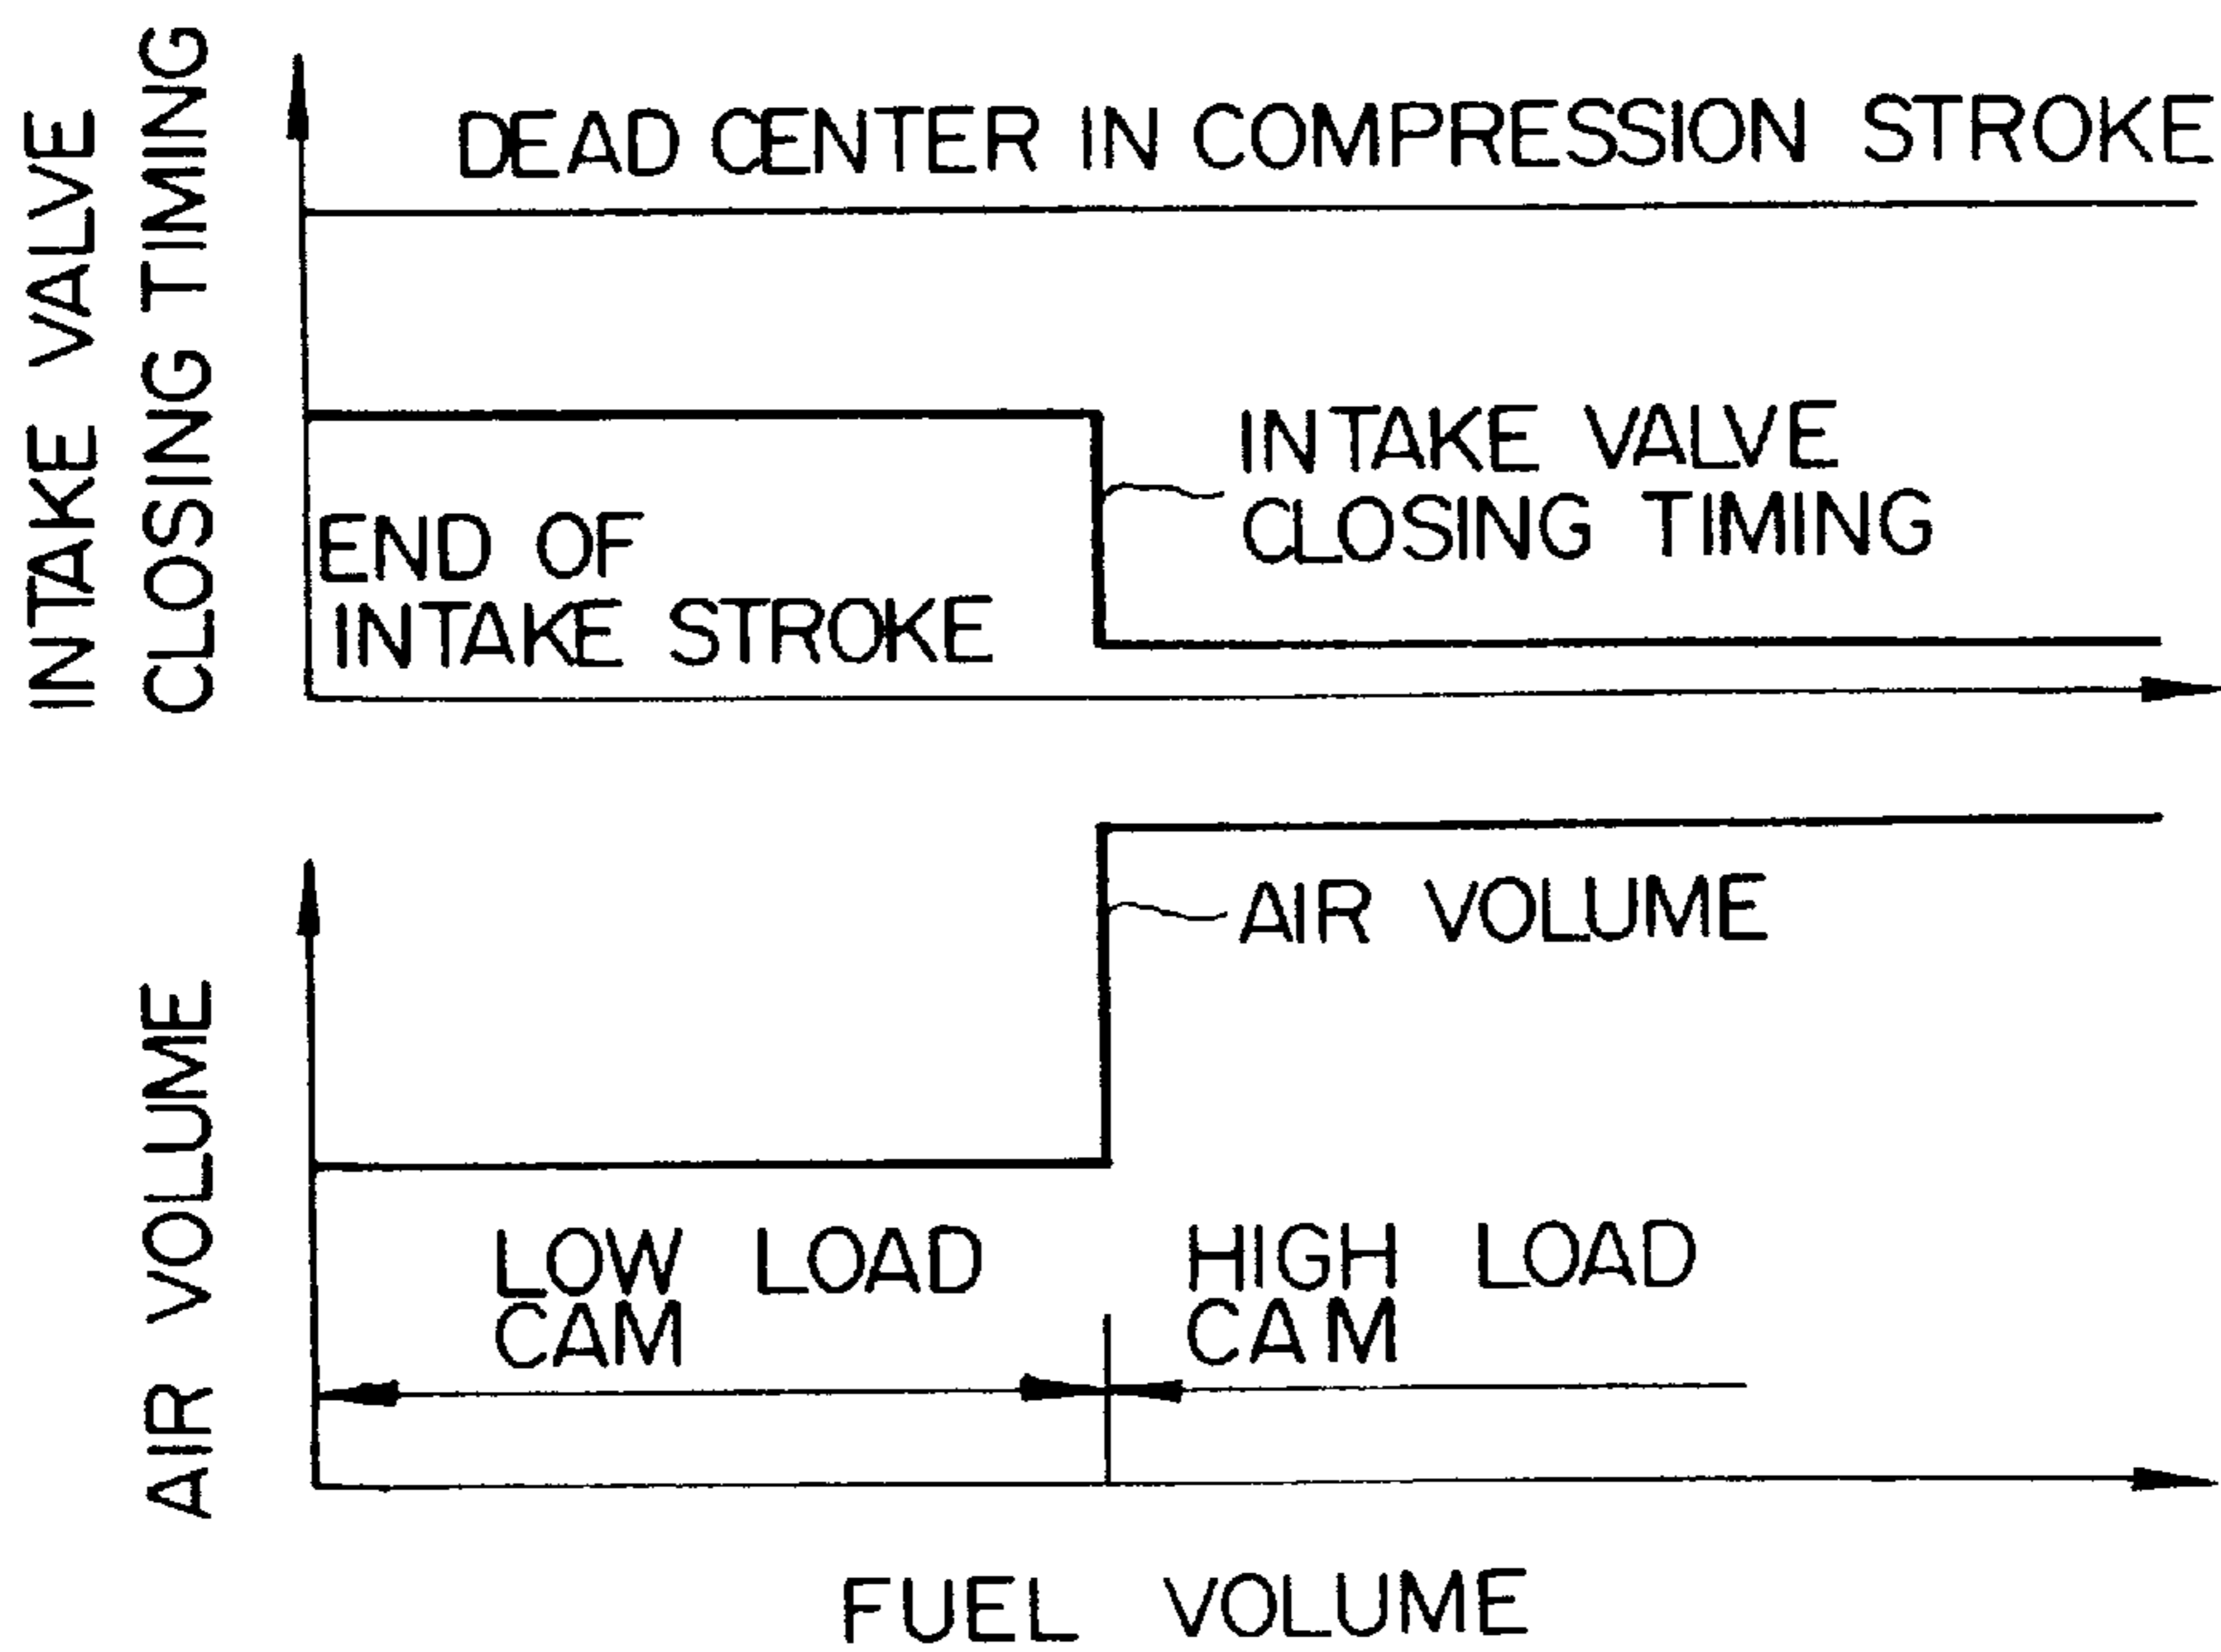 INTAKE VALVE
CLOSING TIMING
DEAD CENTER IN COMPRESSION STROKE
INTAKE VALVE
CLOSING TIMING
END OF
INTAKE STROKE
AIR VOLUME
AIR VOLUME
LOW LOAD
CAM
HIGH LOAD
CAM
FUEL VOLUME